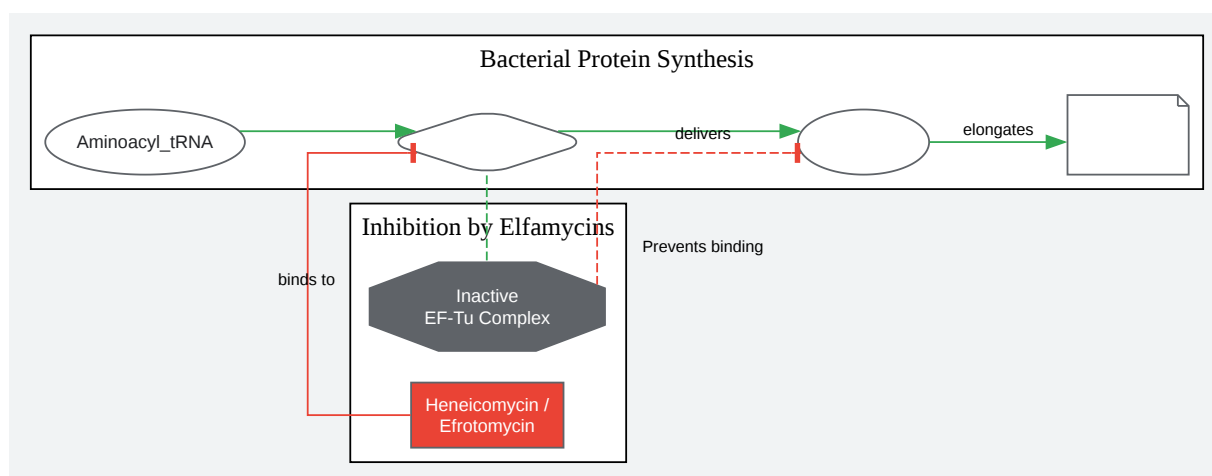 Bacterial Protein Synthesis
Aminoacyl_tRNA
delivers
elongates
Inhibition by Elfamycins
Prevents binding
binds to
Inactive
EF-Tu Complex
Heneicomycin /
Efrotomycin